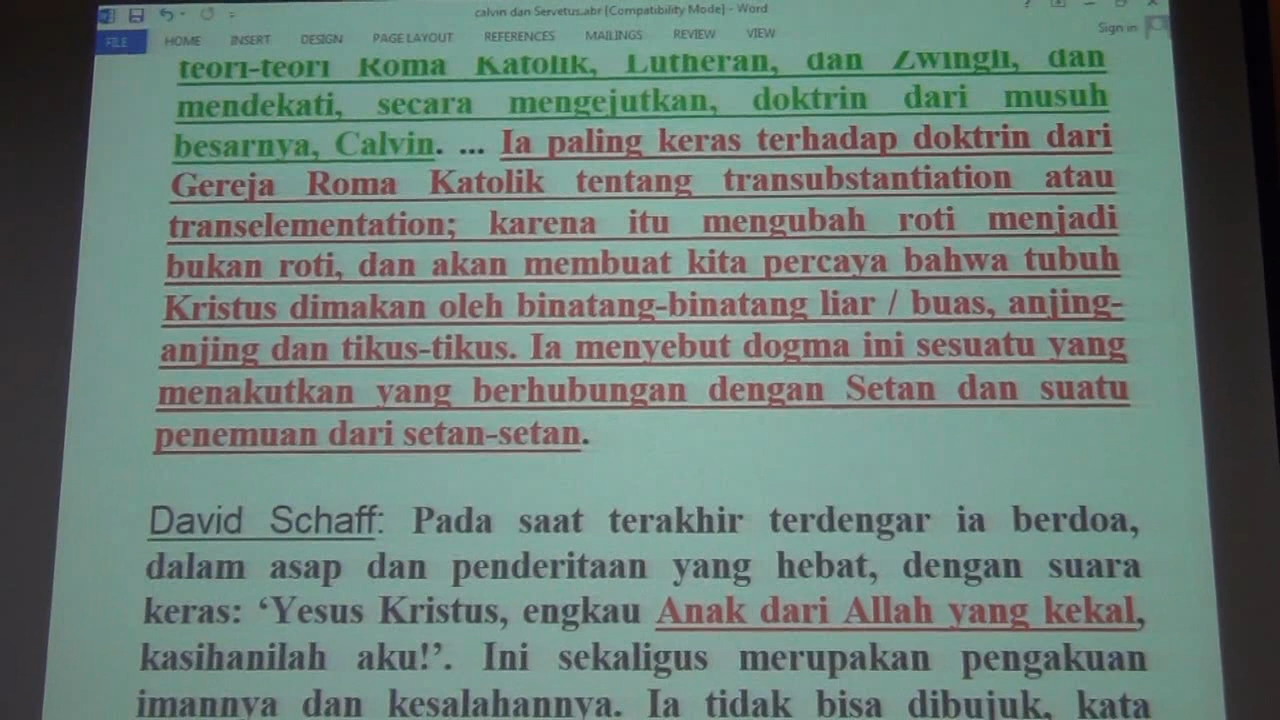 calvin dan Servetus.abr [Compatibility Mode] - Word
Sign in
FILE HOME INSERT DESIGN PAGE LAYOUT REFERENCES MAILINGS REVIEW VIEW
teori-teori Roma Katolik, Lutheran, dan Zwingli, dan
mendekati, secara mengejutkan, doktrin dari musuh
besarnya, Calvin. ... Ia paling keras terhadap doktrin dari
Gereja Roma Katolik tentang transubstantiation atau
transelementation; karena itu mengubah roti menjadi
bukan roti, dan akan membuat kita percaya bahwa tubuh
Kristus dimakan oleh binatang-binatang liar / buas, anjing-
anjing dan tikus-tikus. Ia menyebut dogma ini sesuatu yang
menakutkan yang berhubungan dengan Setan dan suatu
penemuan dari setan-setan.
David Schaff: Pada saat terakhir terdengar ia berdoa,
dalam asap dan penderitaan yang hebat, dengan suara
keras: ‘Yesus Kristus, engkau Anak dari Allah yang kekal,
kasihanilah aku!’. Ini sekaligus merupakan pengakuan
imannya dan kesalahannya. Ia tidak bisa dibujuk, kata